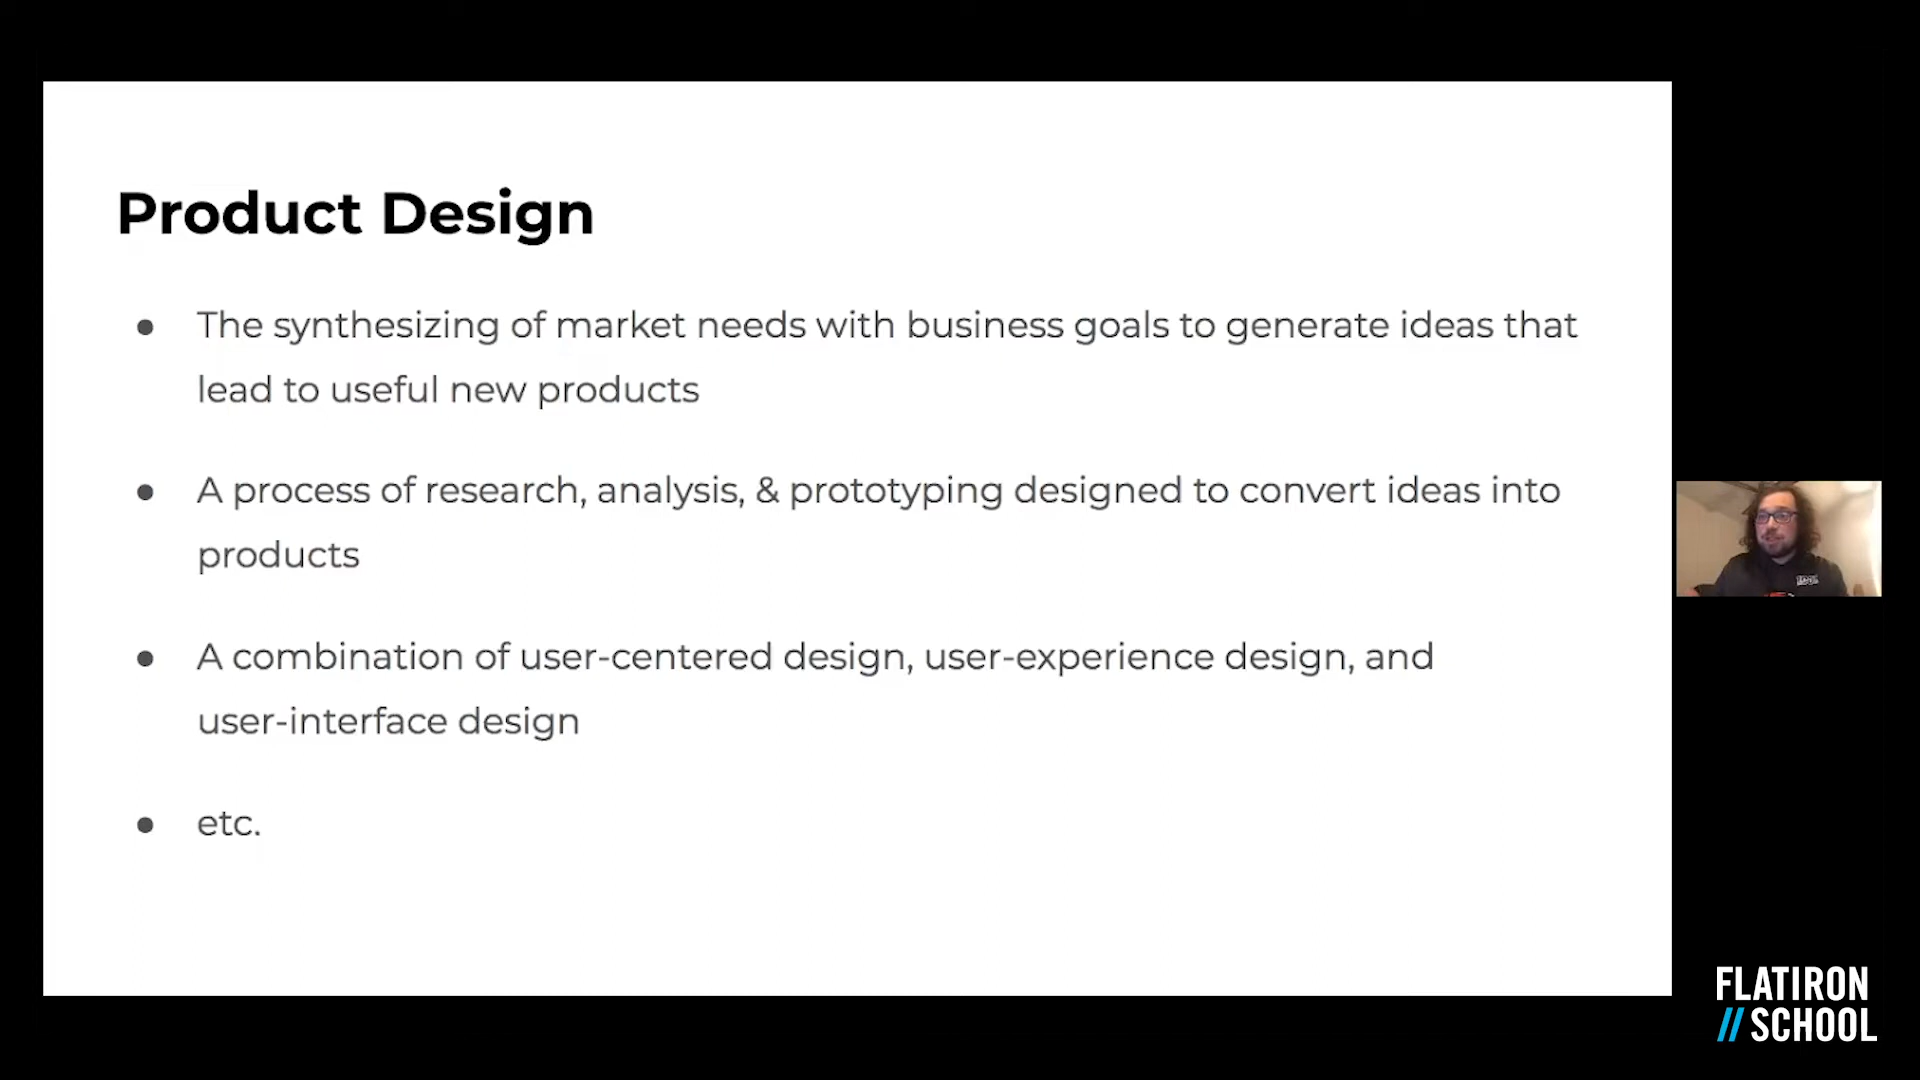 Product Design
● The synthesizing of market needs with business goals to generate ideas that
lead to useful new products
● A process of research, analysis, & prototyping designed to convert ideas into
products
● A combination of user-centered design, user-experience design, and
user-interface design
● etc.
FLATIRON
// SCHOOL